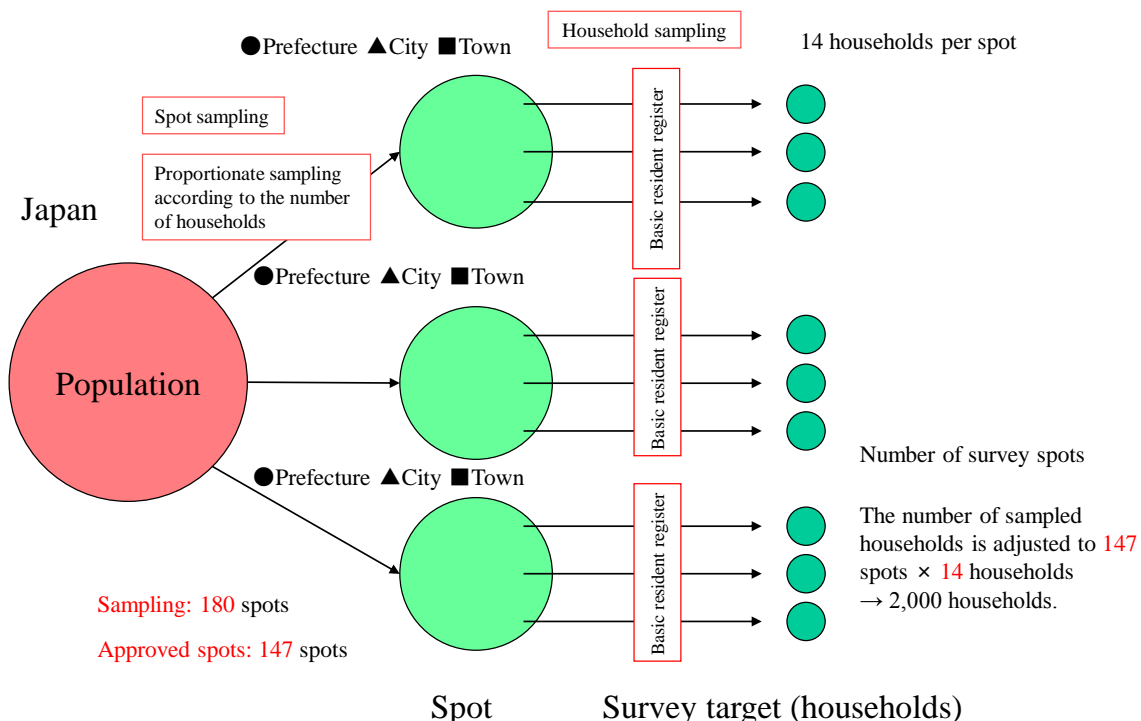 Household sampling
14 households per spot
●Prefecture ▲City ■Town
Spot sampling
Basic resident register
Proportionate sampling
according to the number
of households
Japan
●Prefecture ▲City ■Town
Basic resident register
Population
Number of survey spots
●Prefecture ▲City ■Town
Basic resident register
The number of sampled
households is adjusted to 147
spots × 14 households
→ 2,000 households.
Sampling: 180 spots
Approved spots: 147 spots
Spot
Survey target (households)